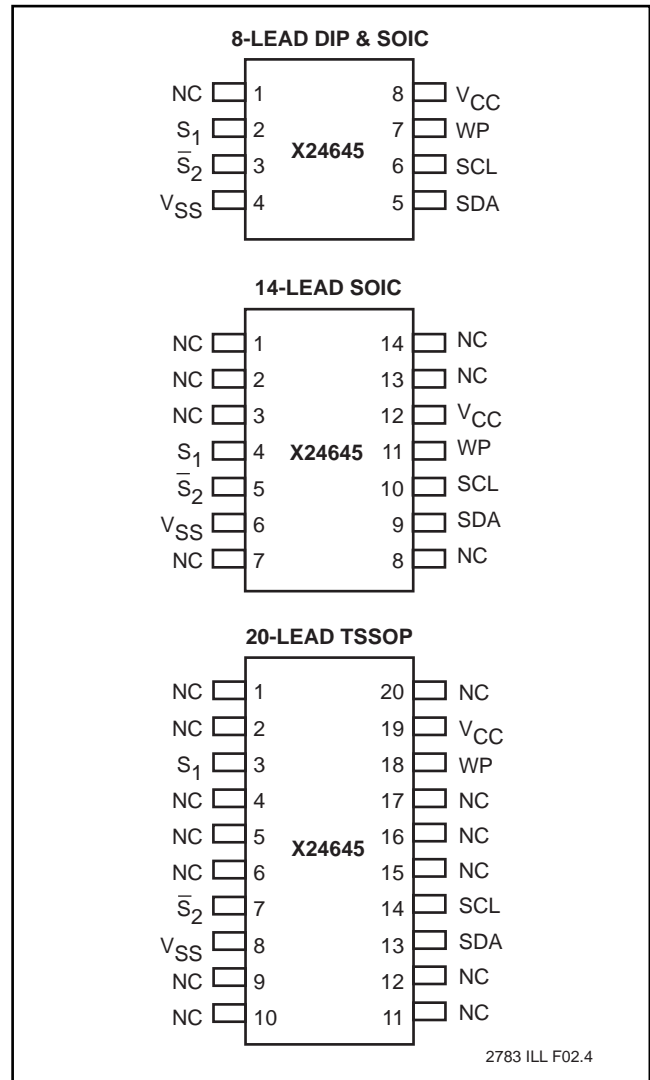 8-LEAD DIP & SOIC
NC 1 8 VCC
S1 2 7 WP
X24645
S̅2 3 6 SCL
VSS 4 5 SDA
14-LEAD SOIC
NC 1 14 NC
NC 2 13 NC
NC 3 12 VCC
S1 4 X24645 11 WP
S̅2 5 10 SCL
VSS 6 9 SDA
NC 7 8 NC
20-LEAD TSSOP
NC 1 20 NC
NC 2 19 VCC
S1 3 18 WP
NC 4 17 NC
NC 5 16 NC
X24645
NC 6 15 NC
S̅2 7 14 SCL
VSS 8 13 SDA
NC 9 12 NC
NC 10 11 NC
2783 ILL F02.4